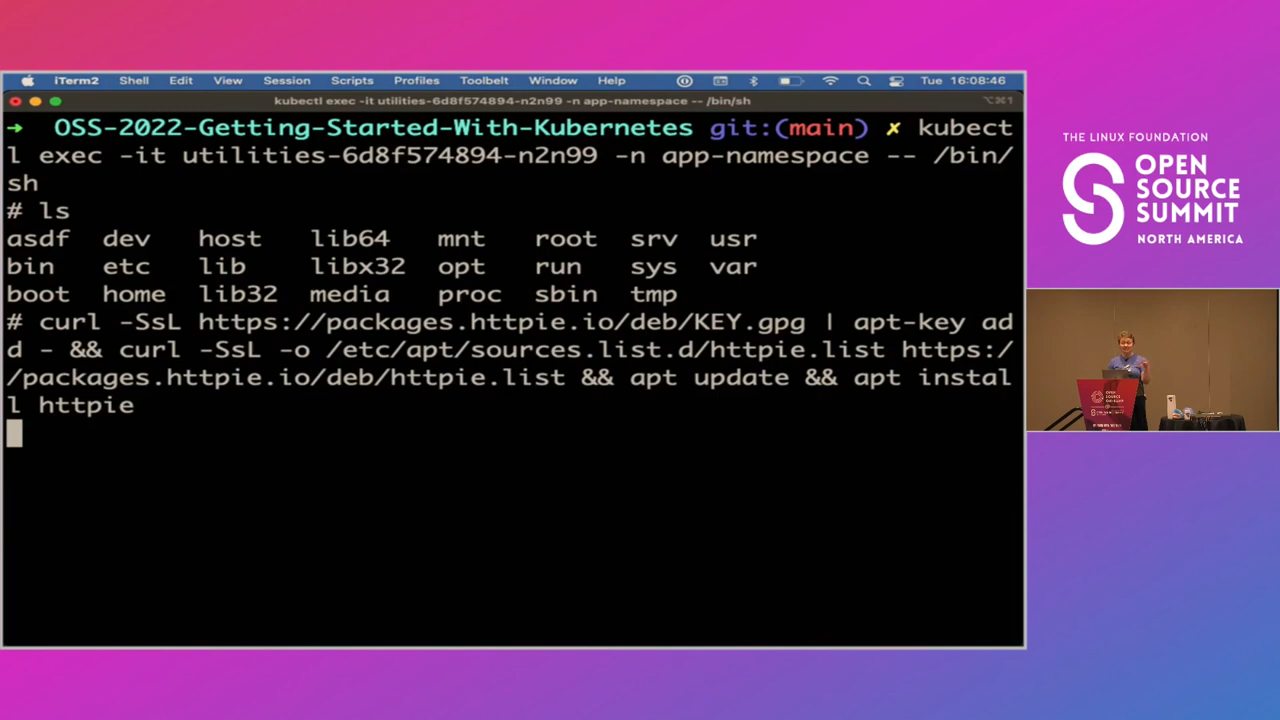 iTerm2 Shell Edit View Session Scripts Profiles Toolbelt Window Help Tue 16:08:46
kubectl exec -it utilities-6d8f574894-n2n99 -n app-namespace -- /bin/sh ⌥⌘1
➜ OSS-2022-Getting-Started-With-Kubernetes git:(main) ✗ kubect
l exec -it utilities-6d8f574894-n2n99 -n app-namespace -- /bin/
sh
# ls
asdf dev host lib64 mnt root srv usr
bin etc lib libx32 opt run sys var
boot home lib32 media proc sbin tmp
# curl -SsL https://packages.httpie.io/deb/KEY.gpg | apt-key ad
d - && curl -SsL -o /etc/apt/sources.list.d/httpie.list https:/
/packages.httpie.io/deb/httpie.list && apt update && apt instal
l httpie
THE LINUX FOUNDATION
OPEN
SOURCE
SUMMIT
NORTH AMERICA